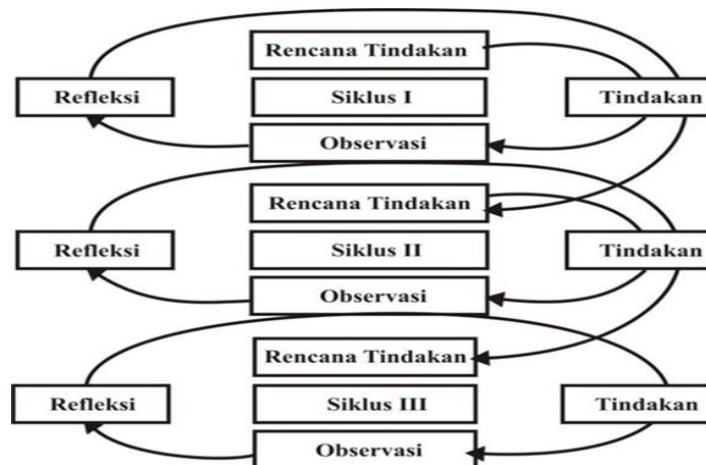 Rencana Tindakan
Refleksi
Siklus I
Tindakan
Observasi
Rencana Tindakan
Refleksi
Siklus II
Tindakan
Observasi
Rencana Tindakan
Refleksi
Siklus III
Tindakan
Observasi